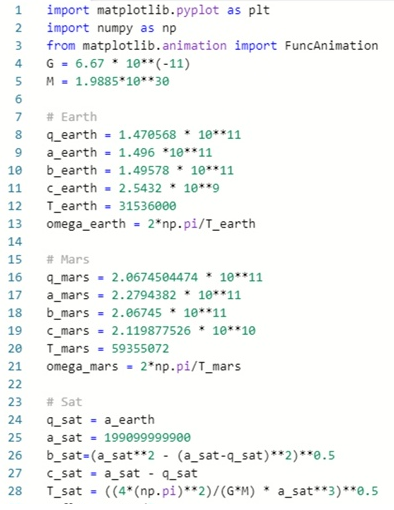 1 import matplotlib.pyplot as plt
2 import numpy as np
3 from matplotlib.animation import FuncAnimation
4 G = 6.67 * 10**(-11)
5 M = 1.9885*10**30
6
7 # Earth
8 q_earth = 1.470568 * 10**11
9 a_earth = 1.496 *10**11
10 b_earth = 1.49578 * 10**11
11 c_earth = 2.5432 * 10**9
12 T_earth = 31536000
13 omega_earth = 2*np.pi/T_earth
14
15 # Mars
16 q_mars = 2.0674504474 * 10**11
17 a_mars = 2.2794382 * 10**11
18 b_mars = 2.06745 * 10**11
19 c_mars = 2.119877526 * 10**10
20 T_mars = 59355072
21 omega_mars = 2*np.pi/T_mars
22
23 # Sat
24 q_sat = a_earth
25 a_sat = 199099999900
26 b_sat=(a_sat**2 - (a_sat-q_sat)**2)**0.5
27 c_sat = a_sat - q_sat
28 T_sat = ((4*(np.pi)**2)/(G*M) * a_sat**3)**0.5